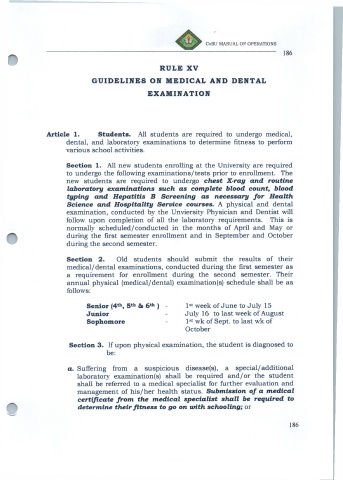 CvSU MANUAL OF OPERATIONS
186
RULE XV
GUIDELINES ON MEDICAL AND DENTAL
EXAMINATION
Article 1. Students. All students are required to undergo medical,
dental, and laboratory examinations to determine fitness to perform
various school activities.
Section 1. All new students enrolling at the University are required
to undergo the following examinations/tests prior to enrollment. The
new students are required to undergo chest X-ray and routine
laboratory examinations such as complete blood count, blood
typing and Hepatitis B Screening as necessary for Health
Science and Hospitality Service courses. A physical and dental
examination, conducted by the Unviersity Physician and Dentist will
follow upon completion of all the laboratory requirements. This is
normally scheduled/conducted in the months of April and May or
during the first semester enrollment and in September and October
during the second semester.
Section 2. Old students should submit the results of their
medical/dental examinations, conducted during the first semester as
a requirement for enrollment during the second semester. Their
annual physical (medical/dental) examination(s) schedule shall be as
follows:
Senior (4th, 5th & 6th ) - 1st week of June to July 15
Junior - July 16 to last week of August
Sophomore - 1st wk of Sept. to last wk of
October
Section 3. If upon physical examination, the student is diagnosed to
be:
a. Suffering from a suspicious disease(s), a special/additional
laboratory examination(s) shall be required and/or the student
shall be referred to a medical specialist for further evaluation and
management of his/her health status. Submission of a medical
certificate from the medical specialist shall be required to
determine their fitness to go on with schooling; or
186